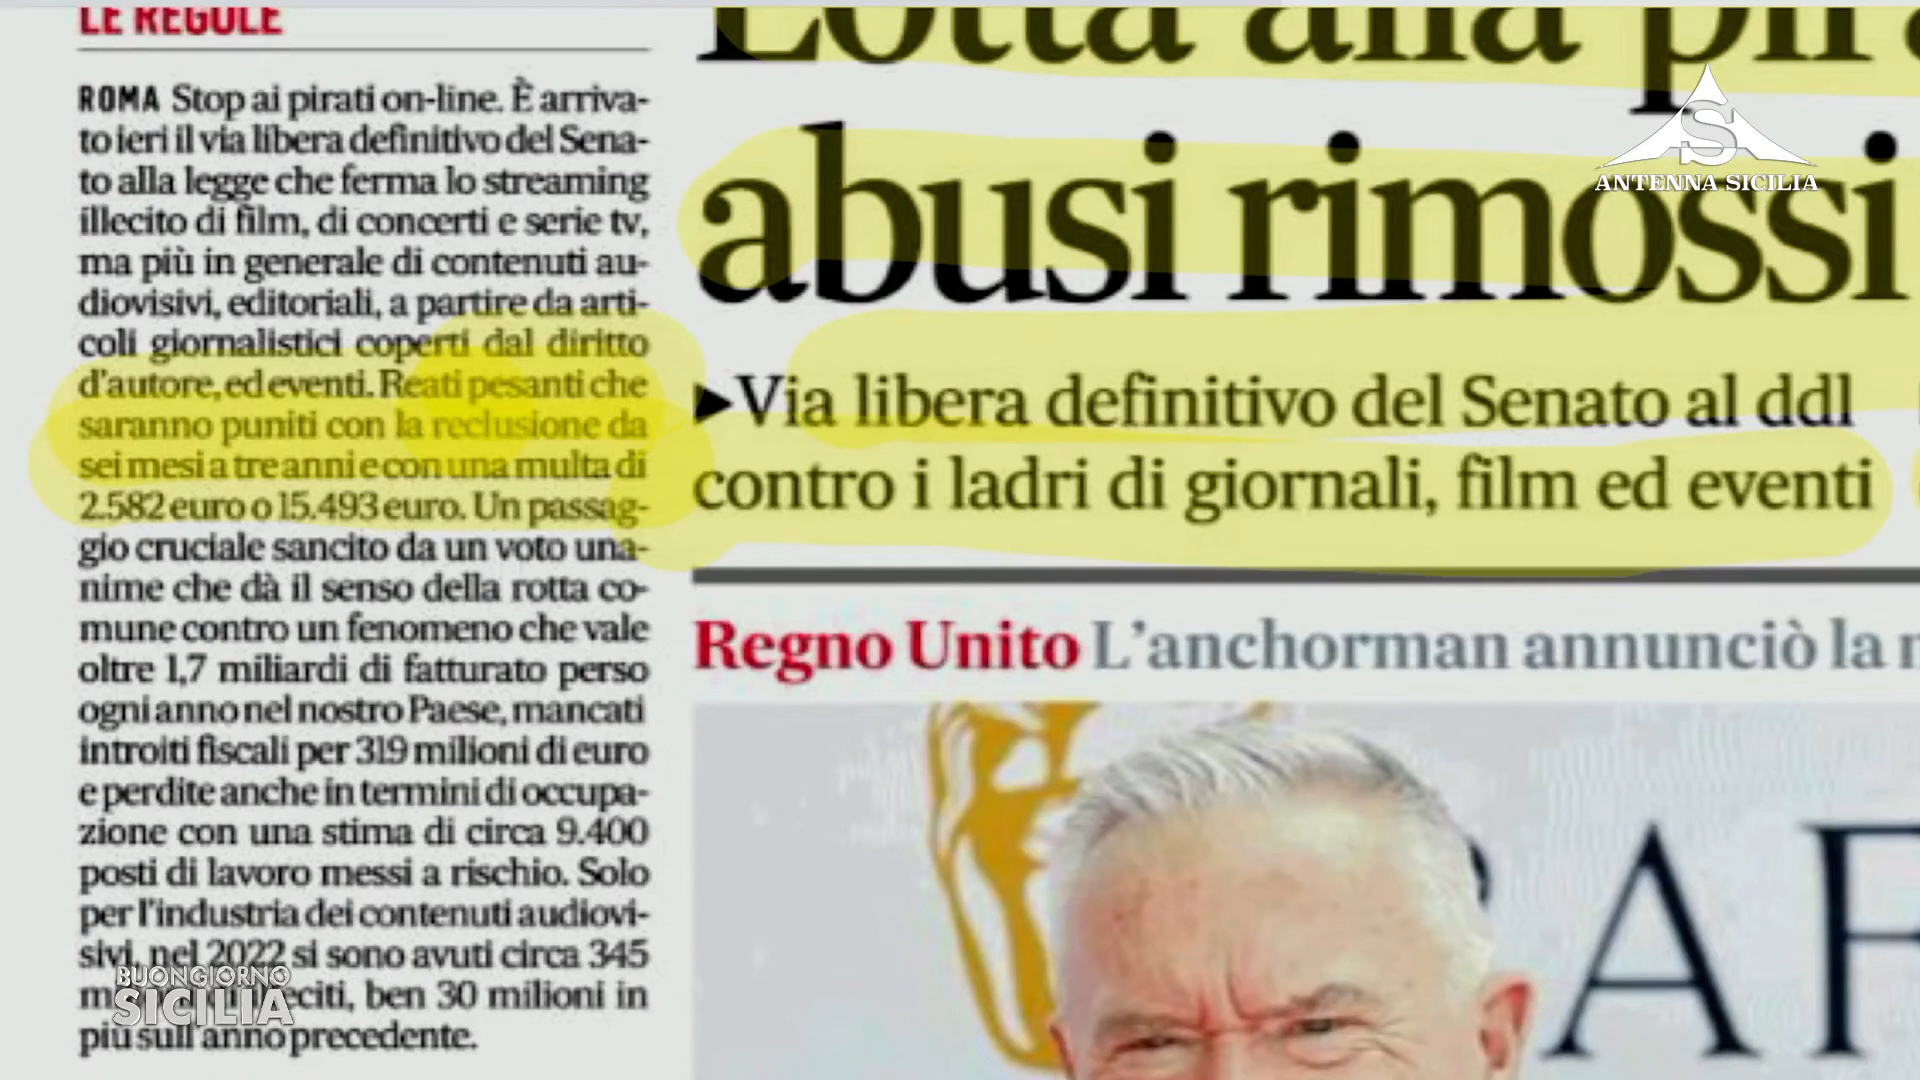 LE REGOLE
ROMA Stop ai pirati on-line. È arriva-
to ieri il via libera definitivo del Sena-
to alla legge che ferma lo streaming
illecito di film, di concerti e serie tv,
ma più in generale di contenuti au-
diovisivi, editoriali, a partire da arti-
coli giornalistici coperti dal diritto
d'autore, ed eventi. Reati pesanti che
saranno puniti con la reclusione da
sei mesi a tre anni e con una multa di
2.582 euro o 15.493 euro. Un passag-
gio cruciale sancito da un voto una-
nime che dà il senso della rotta co-
mune contro un fenomeno che vale
oltre 1,7 miliardi di fatturato perso
ogni anno nel nostro Paese, mancati
introiti fiscali per 319 milioni di euro
e perdite anche in termini di occupa-
zione con una stima di circa 9.400
posti di lavoro messi a rischio. Solo
per l'industria dei contenuti audiovi-
sivi, nel 2022 si sono avuti circa 345
ben 30 milioni in
più sull'anno precedente.
Lotta alla pira
abusi rimossi
►Via libera definitivo del Senato al ddl
contro i ladri di giornali, film ed eventi
Regno Unito L'anchorman annunciò la
AF
ANTENNA SICILIA
BUONGIORNO
SICILIA